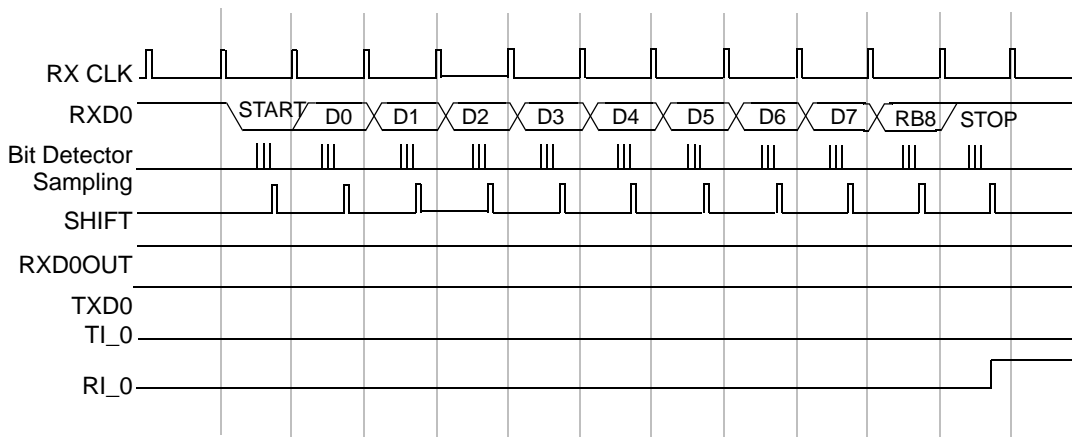 RX CLK
RXD0 START D0 D1 D2 D3 D4 D5 D6 D7 RB8 STOP
Bit Detector
Sampling
SHIFT
RXD0OUT
TXD0
TI_0
RI_0